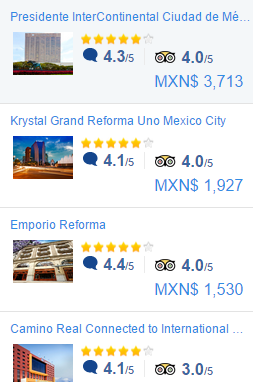 Presidente InterContinental Ciudad de Mé...
4.3/5
4.0/5
MXN$ 3,713
Krystal Grand Reforma Uno Mexico City
4.1/5
4.0/5
MXN$ 1,927
Emporio Reforma
4.4/5
4.0/5
MXN$ 1,530
Camino Real Connected to International ...
4.1/5
3.0/5